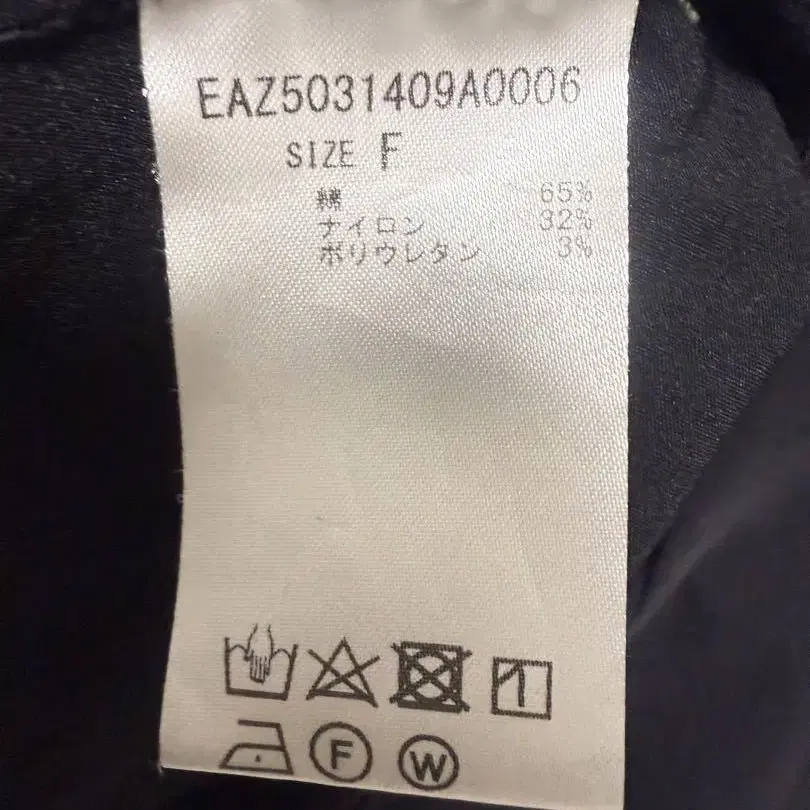 EAZ5031409A0006
SIZE F
綿 65%
ナイロン 32%
ポリウレタン 3%
F W